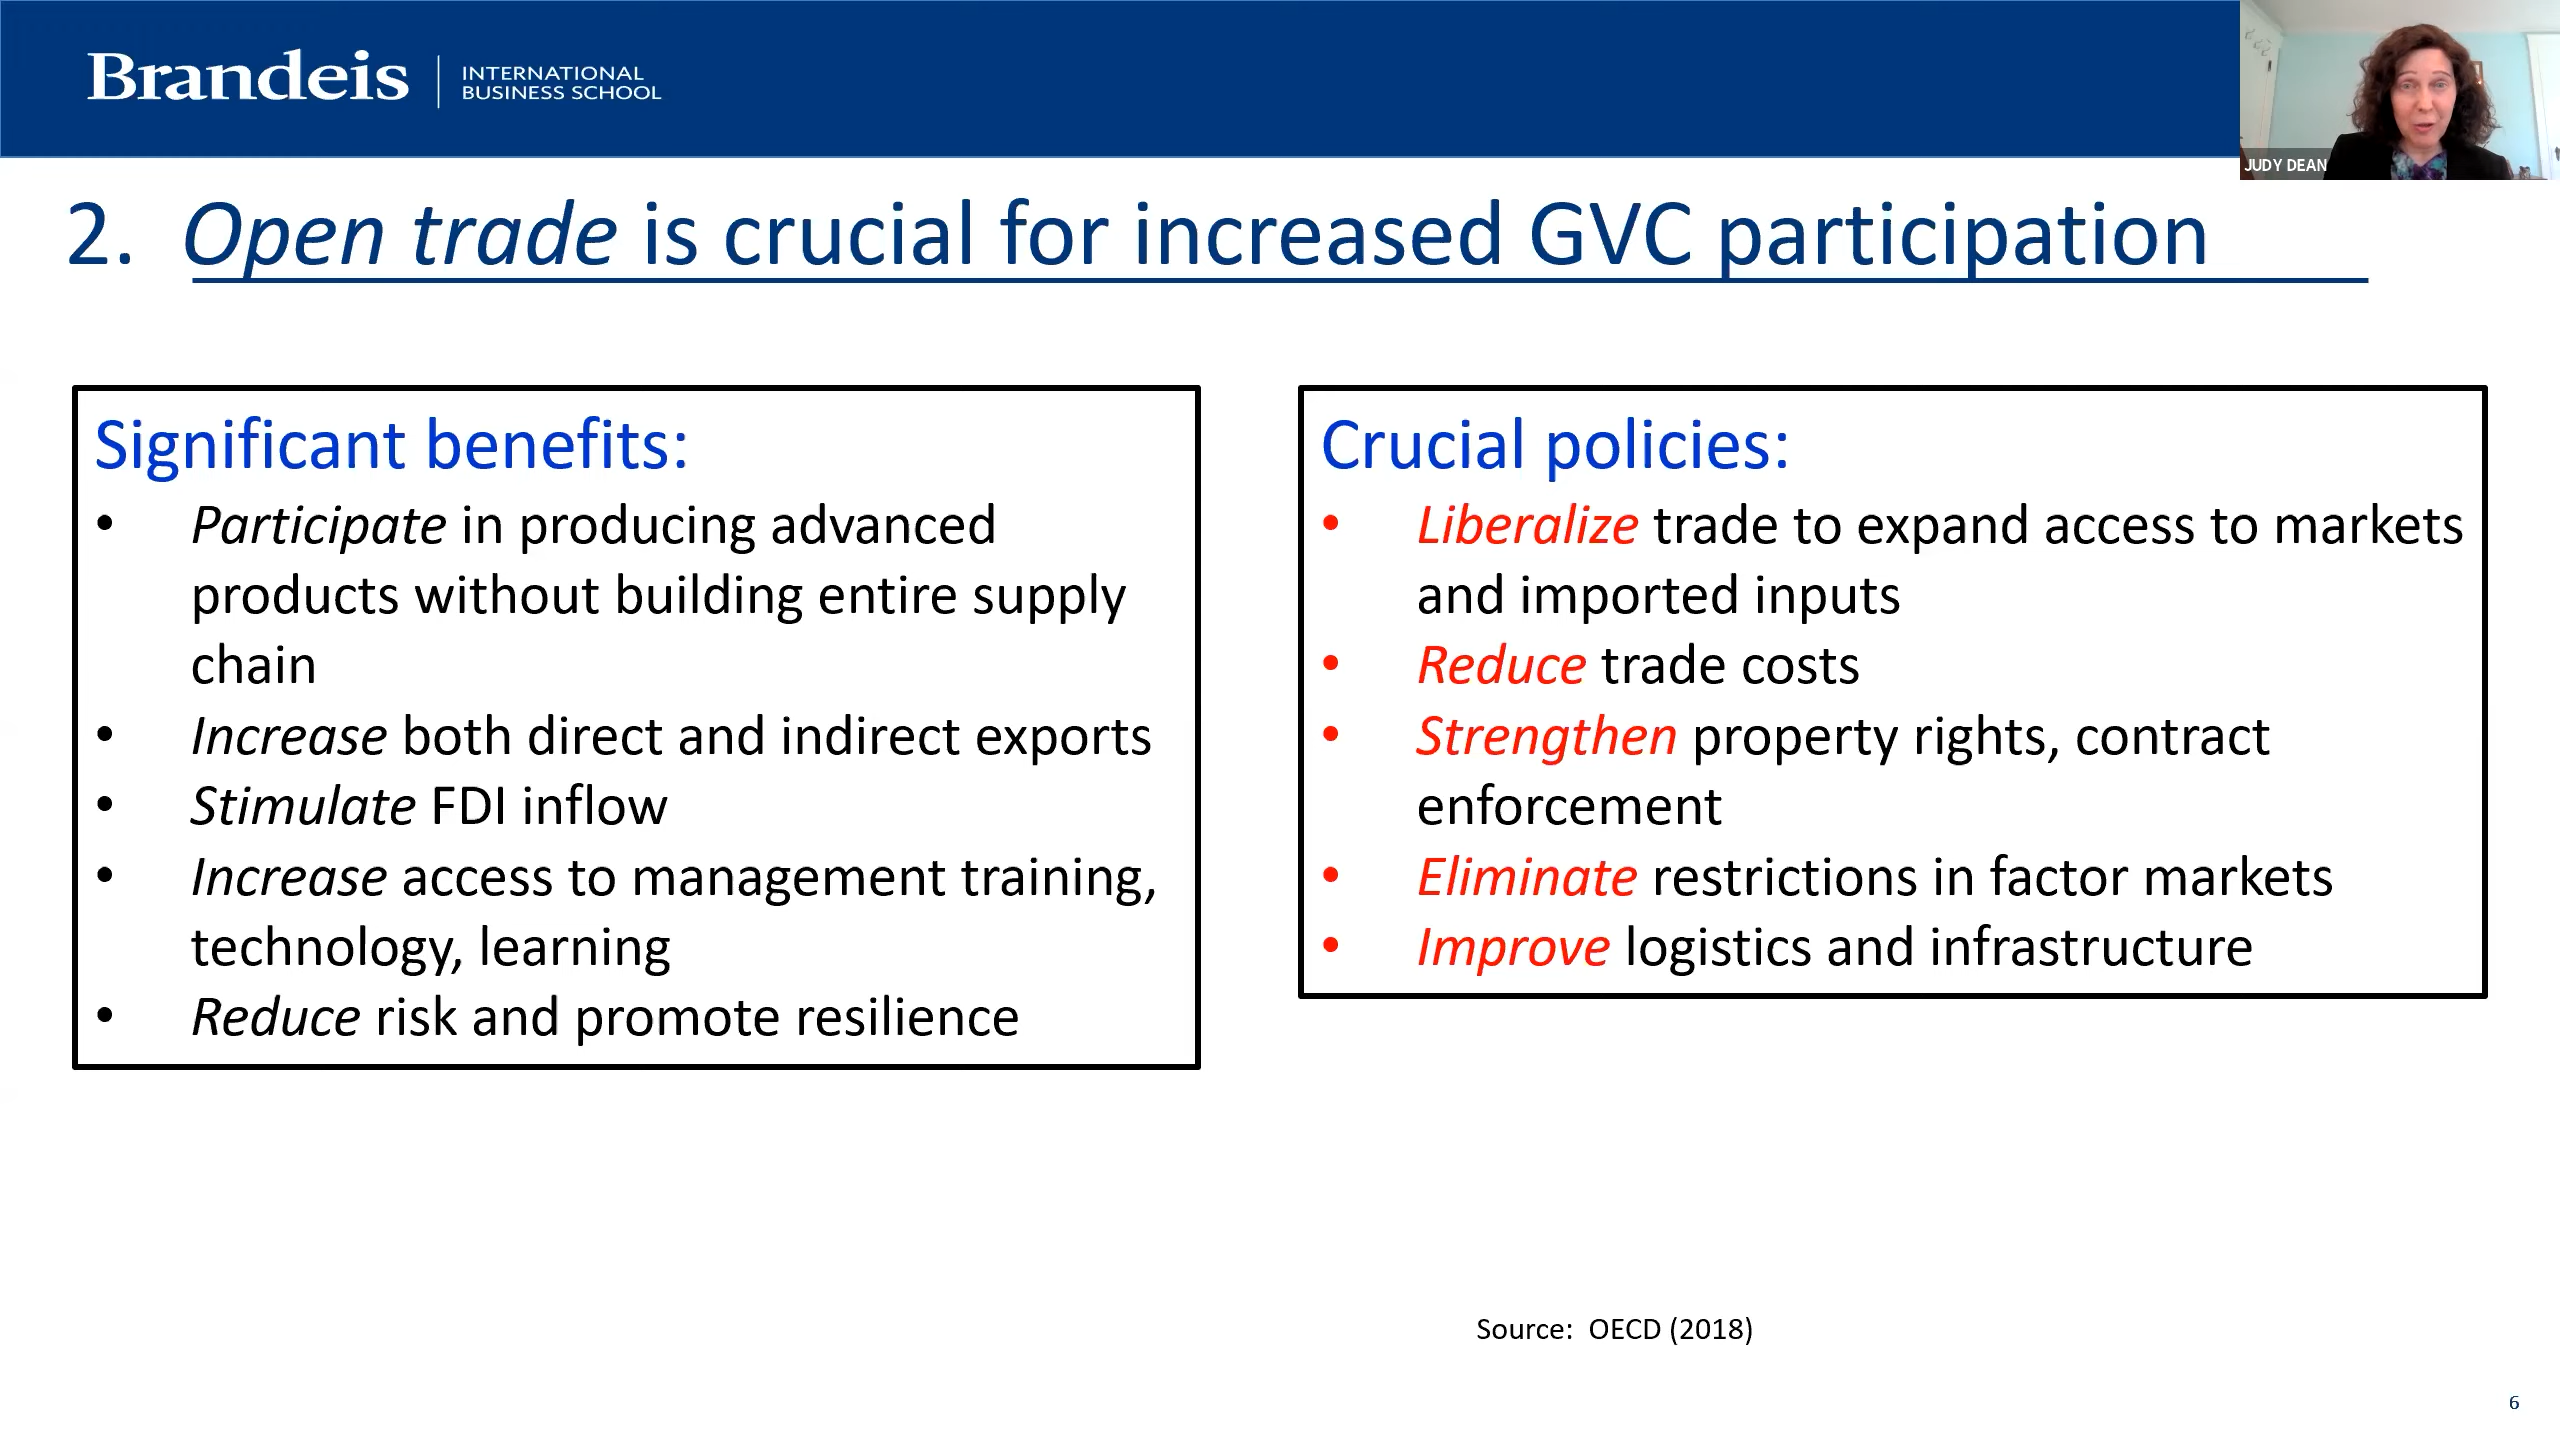 Brandeis
INTERNATIONAL
BUSINESS SCHOOL
JUDY DEAN
2. Open trade is crucial for increased GVC participation
Significant benefits:
• Participate in producing advanced
products without building entire supply
chain
• Increase both direct and indirect exports
• Stimulate FDI inflow
• Increase access to management training,
technology, learning
• Reduce risk and promote resilience
Crucial policies:
• Liberalize trade to expand access to markets
and imported inputs
• Reduce trade costs
• Strengthen property rights, contract
enforcement
• Eliminate restrictions in factor markets
• Improve logistics and infrastructure
Source: OECD (2018)
6